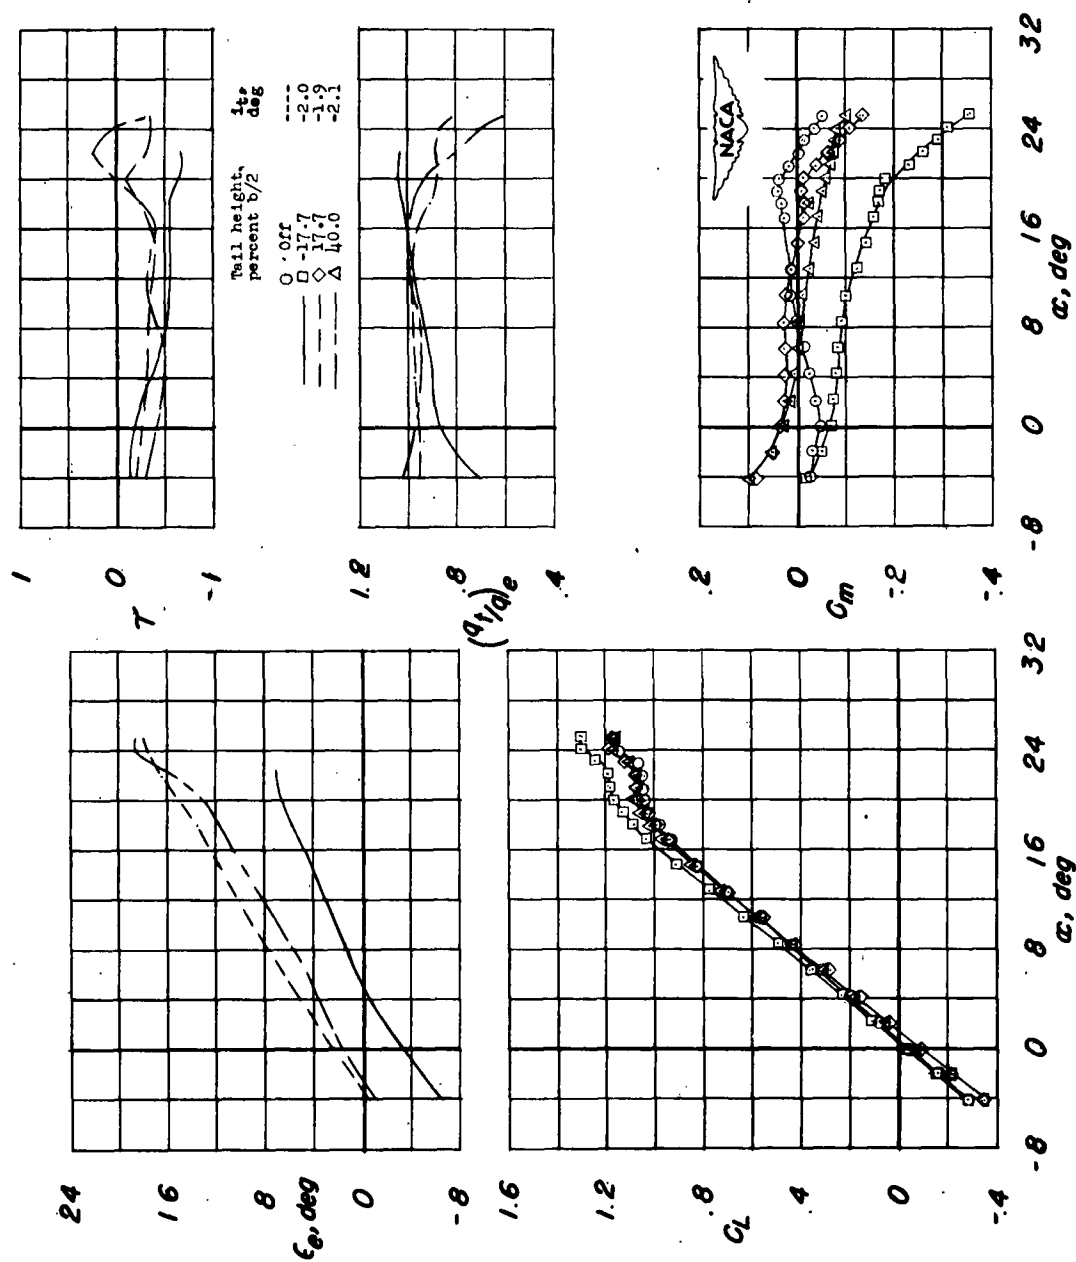 24
16
8
0
-8
ϵe, deg
1
0
-1
τ
Tail height, percent b/2
it, deg
○ Off ---
□ -17.7 -2.0
◇ 17.7 -1.9
△ 40.0 -2.1
1.2
.8
.4
(qt/q)e
1.6
1.2
.8
.4
0
-.4
CL
-8
0
8
16
24
32
α, deg
.2
0
-.2
-.4
Cm
NACA
-8
0
8
16
24
32
α, deg